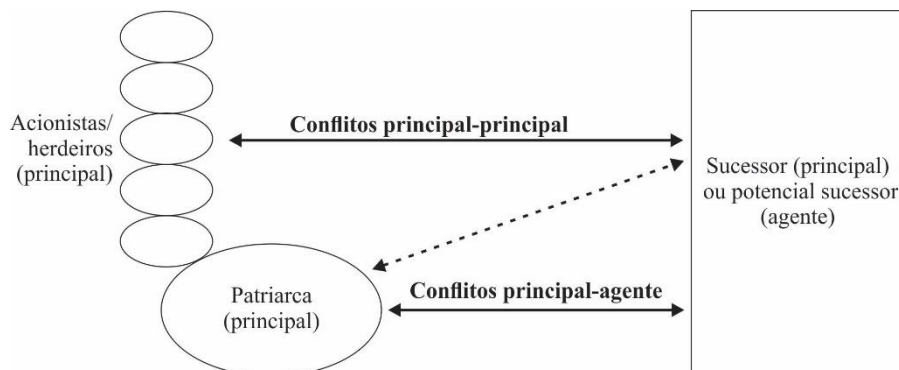 Acionistas/
herdeiros
(principal)
Conflitos principal-principal
Sucessor (principal)
ou potencial sucessor
(agente)
Patriarca
(principal)
Conflitos principal-agente